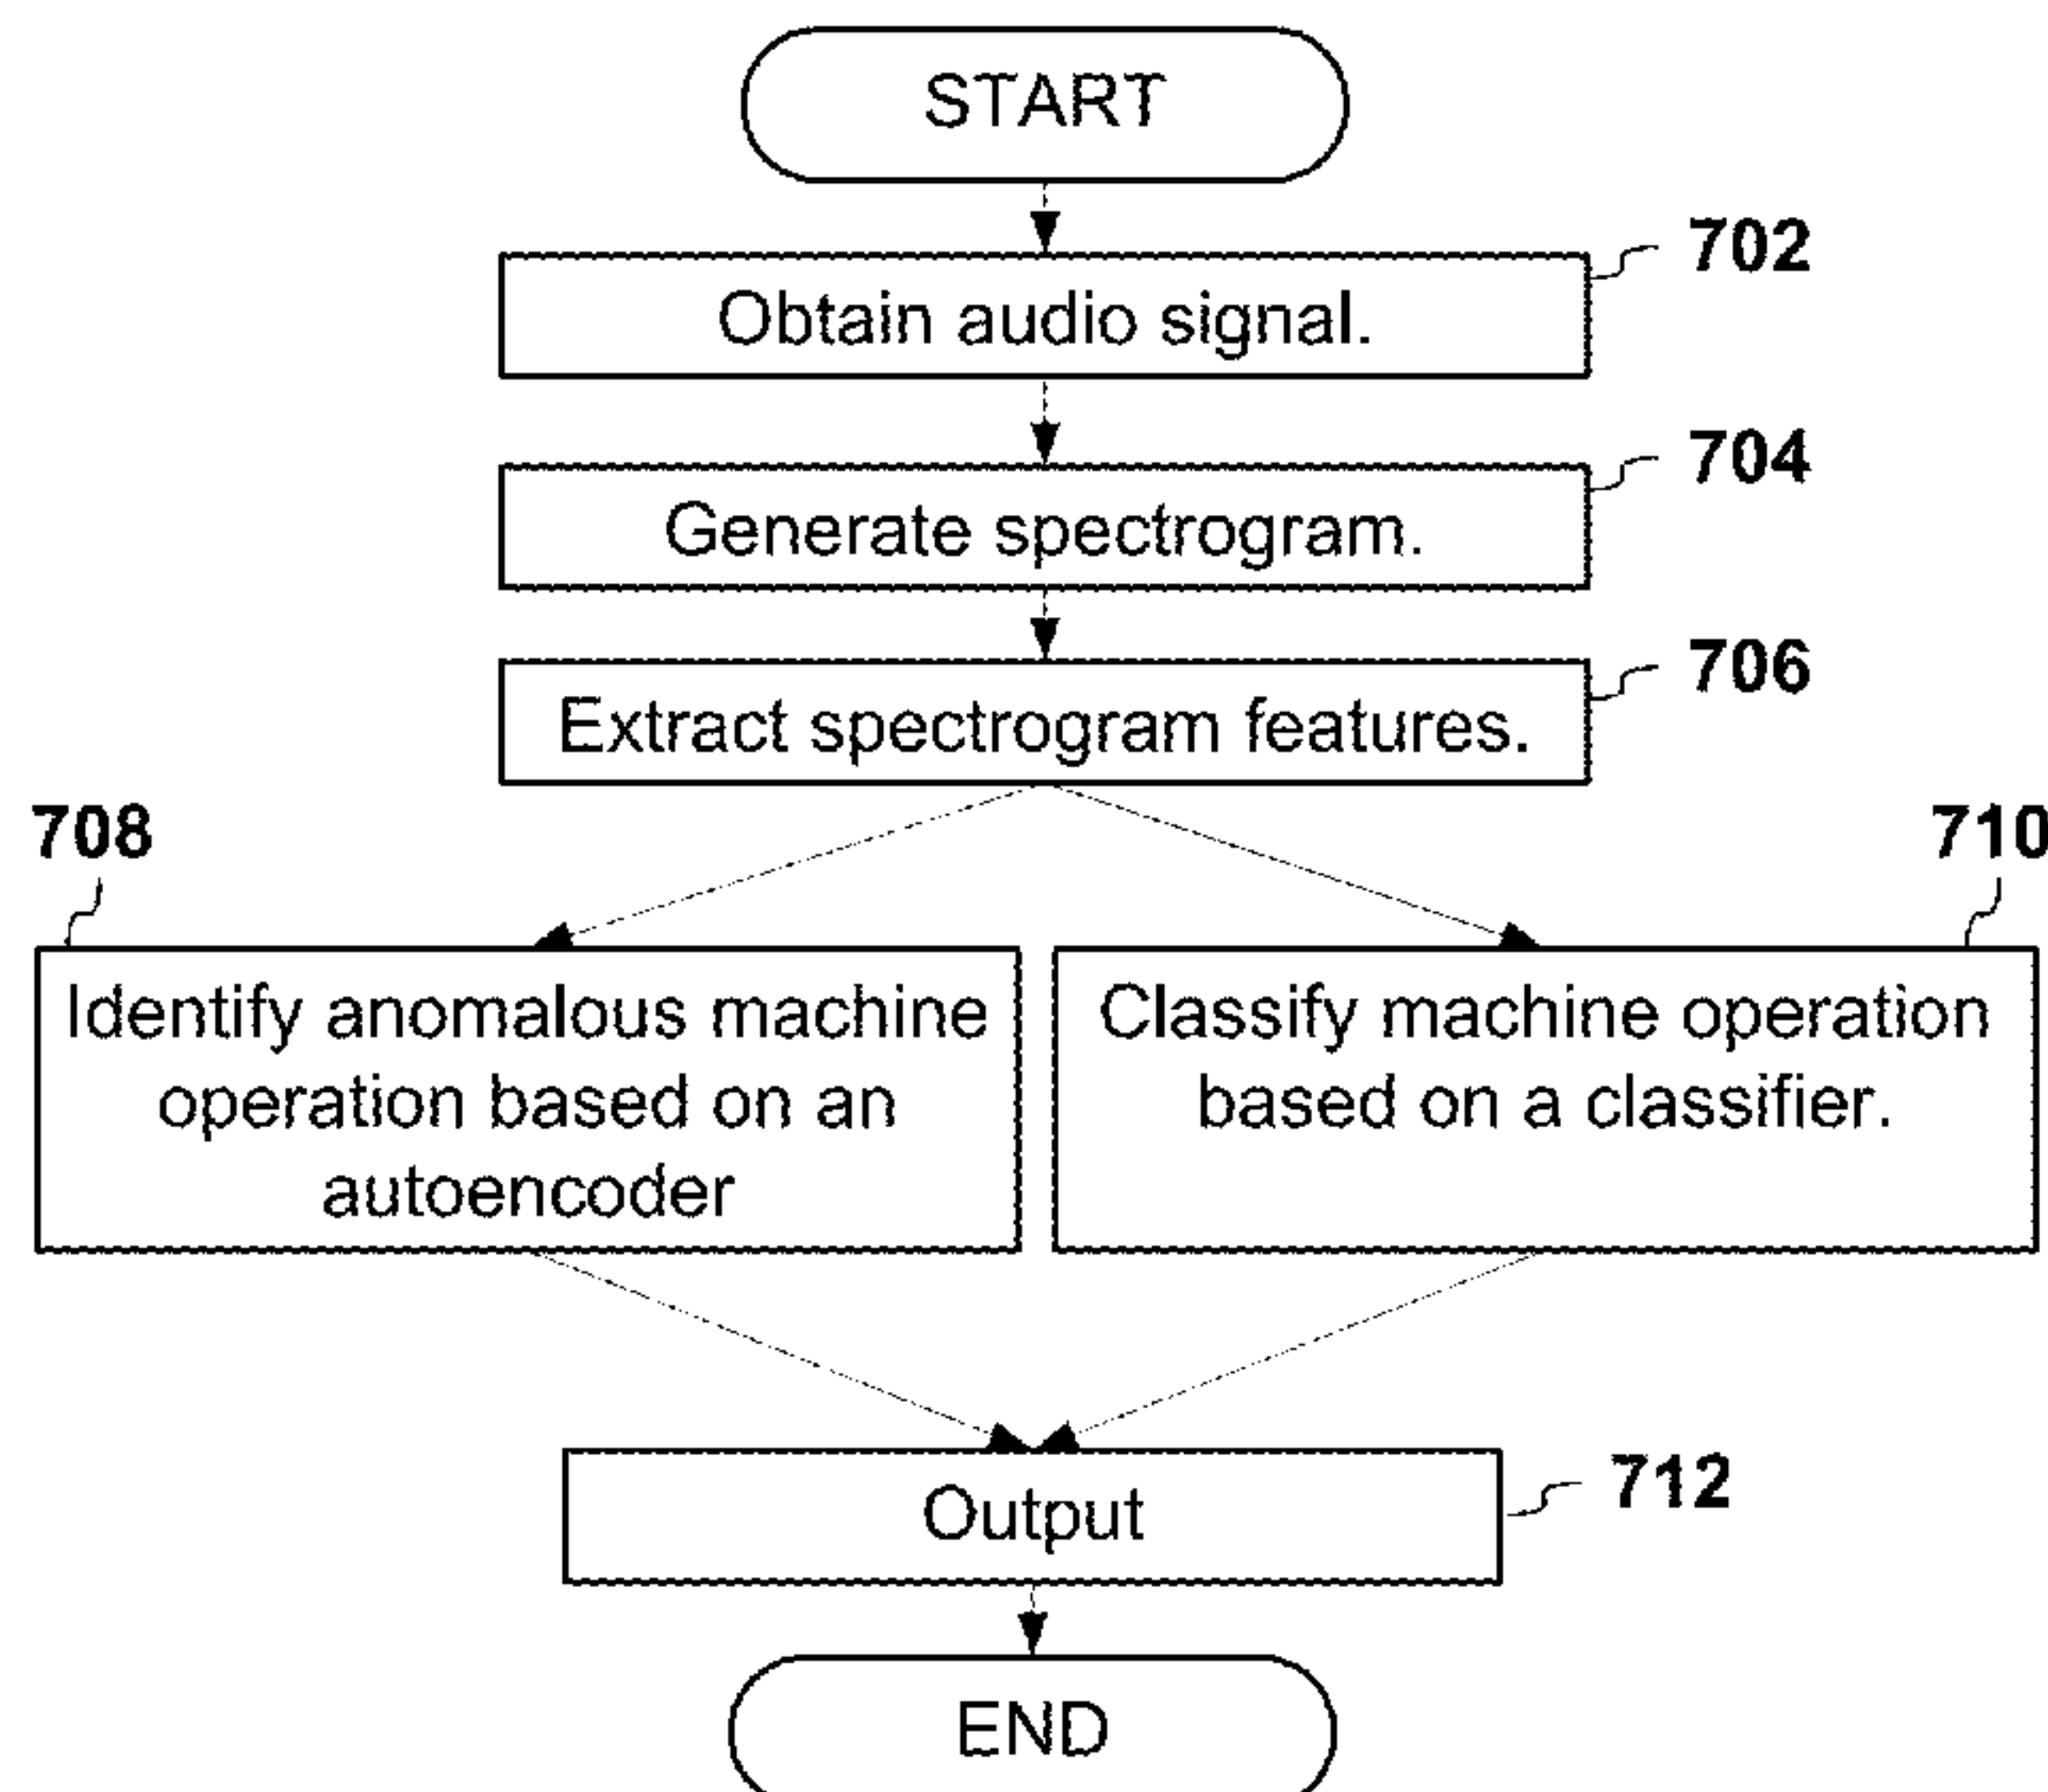 START
702
Obtain audio signal.
704
Generate spectrogram.
706
Extract spectrogram features.
708
710
Identify anomalous machine
operation based on an
autoencoder
Classify machine operation
based on a classifier.
Output
712
END